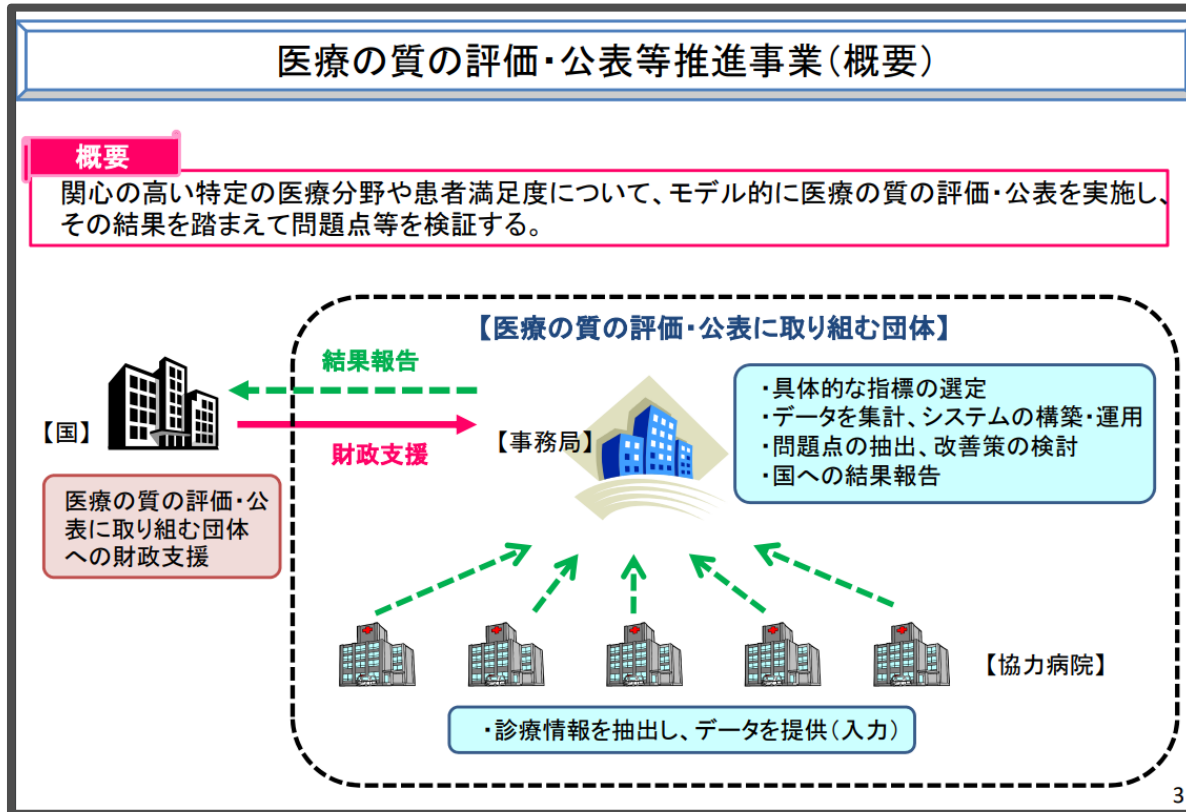 医療の質の評価・公表等推進事業(概要)
概要
関心の高い特定の医療分野や患者満足度について、モデル的に医療の質の評価・公表を実施し、
その結果を踏まえて問題点等を検証する。
【医療の質の評価・公表に取り組む団体】
結果報告
【国】
財政支援
【事務局】
・具体的な指標の選定
・データを集計、システムの構築・運用
・問題点の抽出、改善策の検討
・国への結果報告
医療の質の評価・公
表に取り組む団体
への財政支援
【協力病院】
・診療情報を抽出し、データを提供(入力)
3